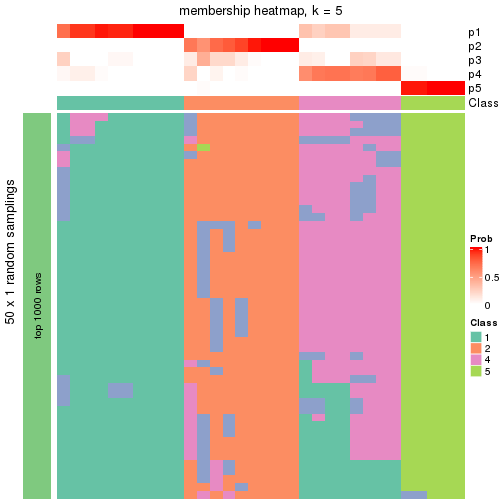 membership heatmap, k = 5
p1
p2
p3
p4
p5
Class
50 x 1 random samplings
top 1000 rows
Prob
1
0.5
0
Class
1
2
4
5